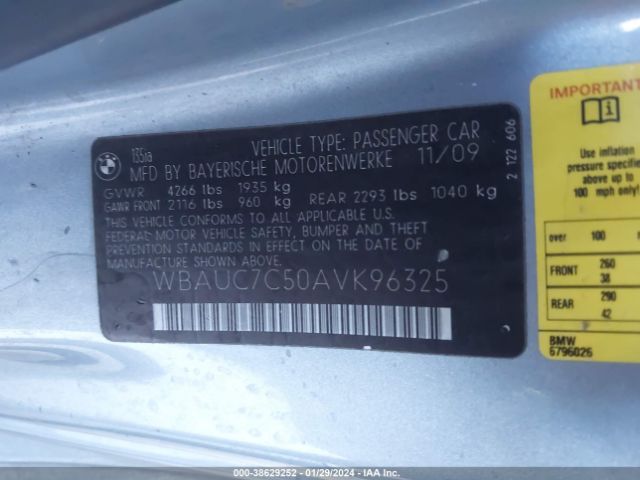 BMW
135ia
VEHICLE TYPE: PASSENGER CAR
MFD BY BAYERISCHE MOTORENWERKE 11/09
GVWR 4266 lbs 1935 kg
GAWR FRONT 2116 lbs 960 kg REAR 2293 lbs 1040 kg
THIS VEHICLE CONFORMS TO ALL APPLICABLE U.S.
FEDERAL MOTOR VEHICLE SAFETY, BUMPER AND THEFT
PREVENTION STANDARDS IN EFFECT ON THE DATE OF
MANUFACTURE SHOWN ABOVE.
WBAUC7C50AVK96325
2 122 606
IMPORTANT
Use inflation
pressure specified
above up to
100 mph only
over 100 m
FRONT 260
38
REAR 290
42
BMW
6796026
000-38629252 - 01/29/2024 - IAA Inc.